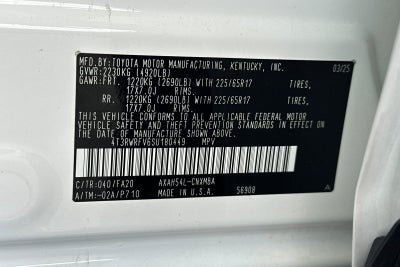 MFD.BY:TOYOTA MOTOR MANUFACTURING, KENTUCKY, INC. 03/25
GVWR:2230KG (4920LB)
GAWR:FRT. 1220KG (2690LB) WITH 225/65R17 TIRES,
17X7.0J RIMS.
RR. 1220KG (2690LB) WITH 225/65R17 TIRES,
17X7.0J RIMS.
THIS VEHICLE CONFORMS TO ALL APPLICABLE FEDERAL MOTOR
VEHICLE SAFETY AND THEFT PREVENTION STANDARDS IN EFFECT
ON THE DATE OF MANUFACTURE SHOWN ABOVE.
4T3RWRFV6SU180449 MPV
C/TR:040/FA20 AXAH54L-CNXMBA
A/TM:-02A/P710 MADE IN U.S.A. 56908